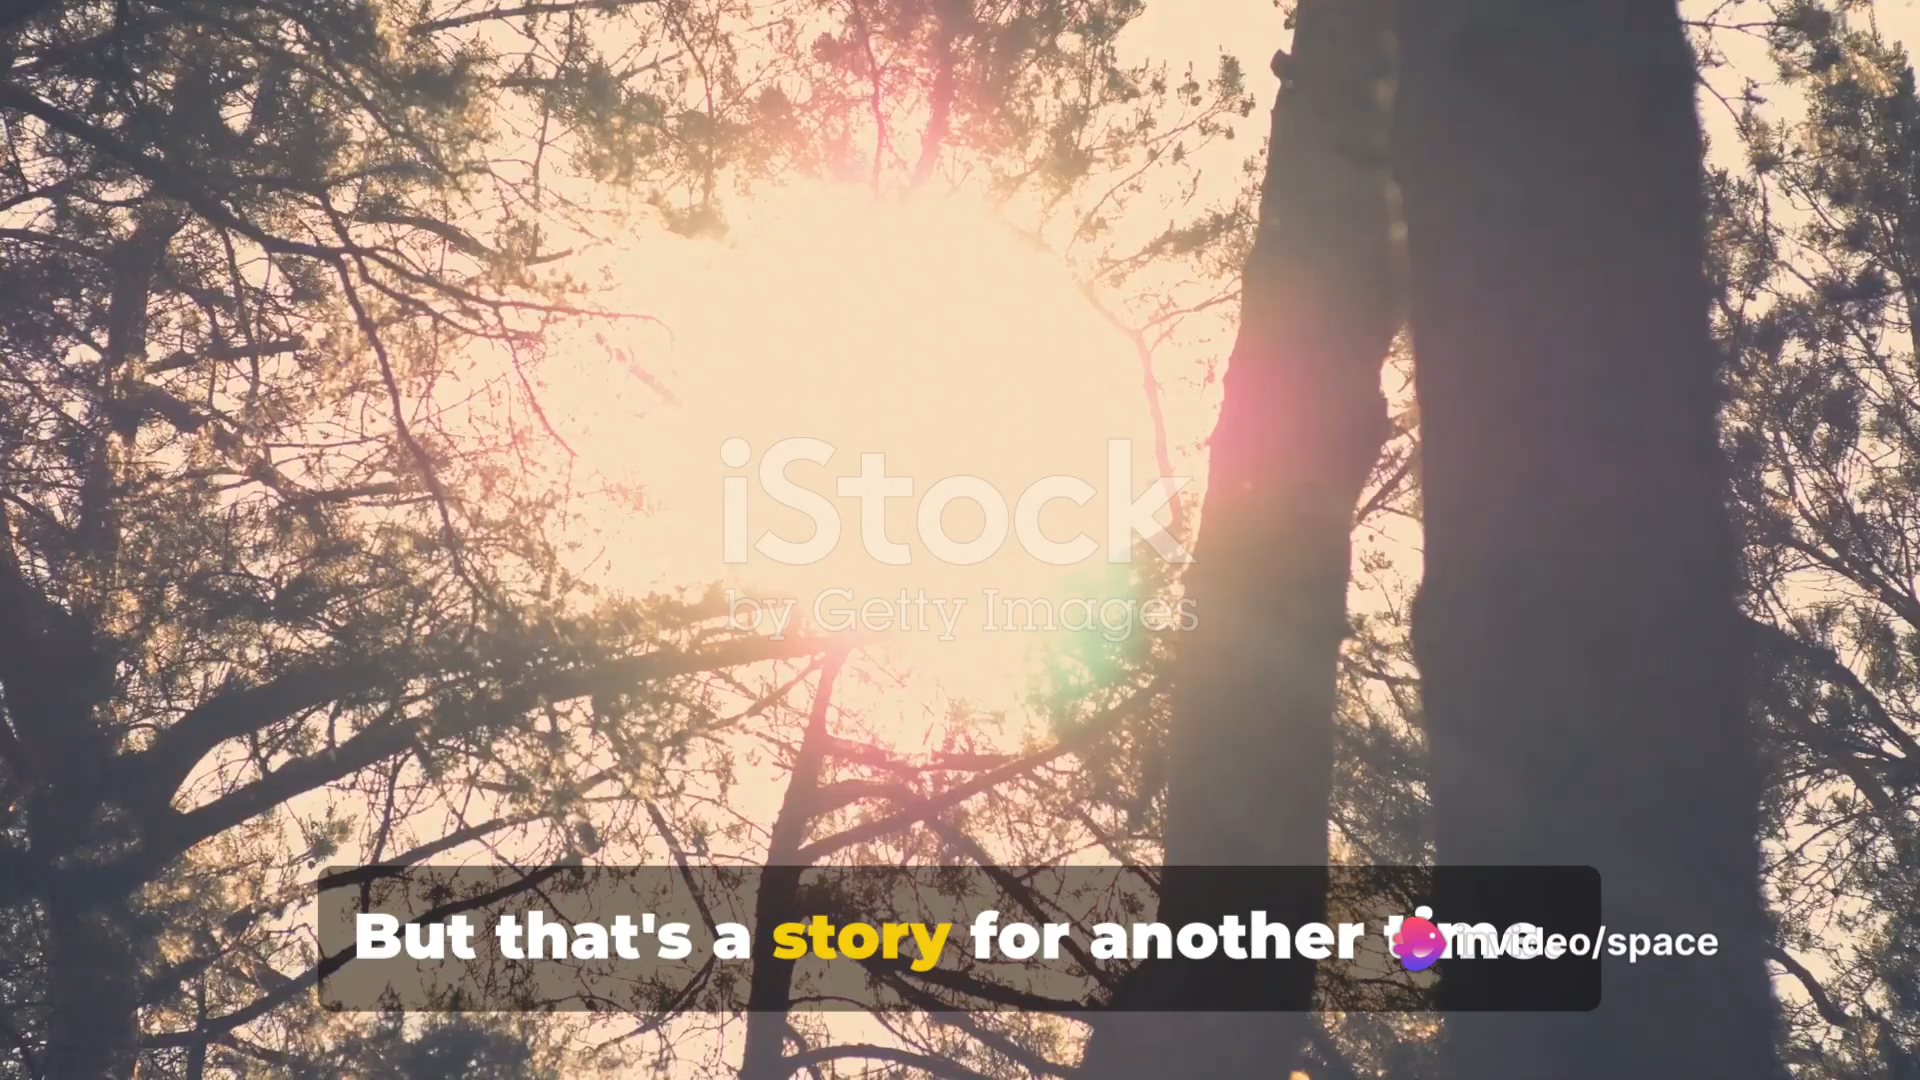 iStock
by Getty Images
But that's a story for another
invideo/space